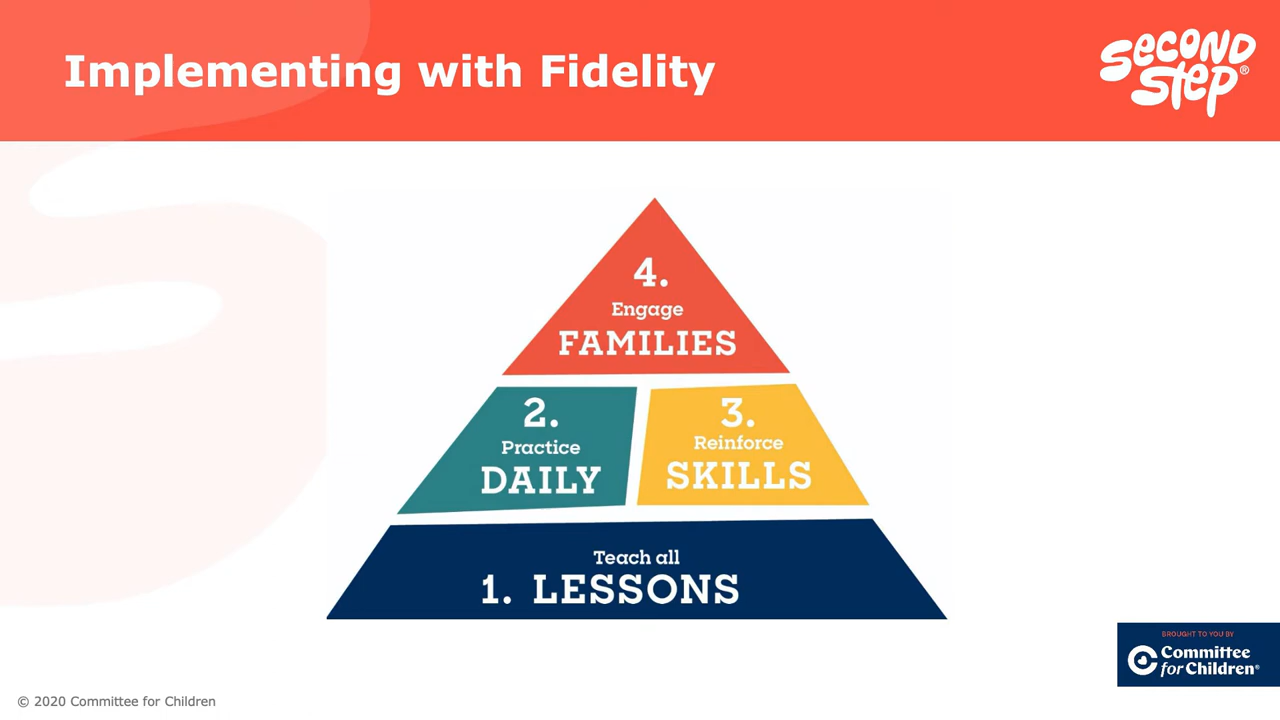 Implementing with Fidelity
SECOND
STEP®
4.
Engage
FAMILIES
2.
Practice
DAILY
3.
Reinforce
SKILLS
Teach all
1. LESSONS
BROUGHT TO YOU BY
Committee
for Children®
© 2020 Committee for Children